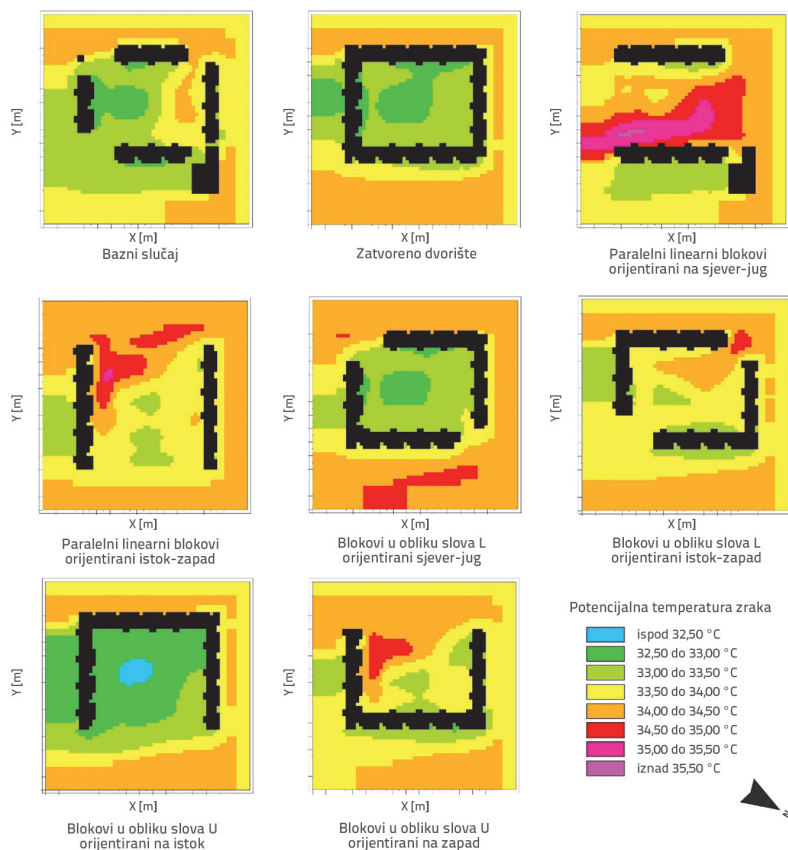 Y [m]
X [m]
Bazni slučaj
Y [m]
X [m]
Zatvoreno dvorište
Y [m]
X [m]
Paralelni linearni blokovi
orijentirani na sjever-jug
Y [m]
X [m]
Paralelni linearni blokovi
orijentirani istok-zapad
Y [m]
X [m]
Blokovi u obliku slova L
orijentirani sjever-jug
Y [m]
X [m]
Blokovi u obliku slova L
orijentirani istok-zapad
Y [m]
X [m]
Blokovi u obliku slova U
orijentirani na istok
Y [m]
X [m]
Blokovi u obliku slova U
orijentirani na zapad
Potencijalna temperatura zraka
ispod 32,50 °C
32,50 do 33,00 °C
33,00 do 33,50 °C
33,50 do 34,00 °C
34,00 do 34,50 °C
34,50 do 35,00 °C
35,00 do 35,50 °C
iznad 35,50 °C
N